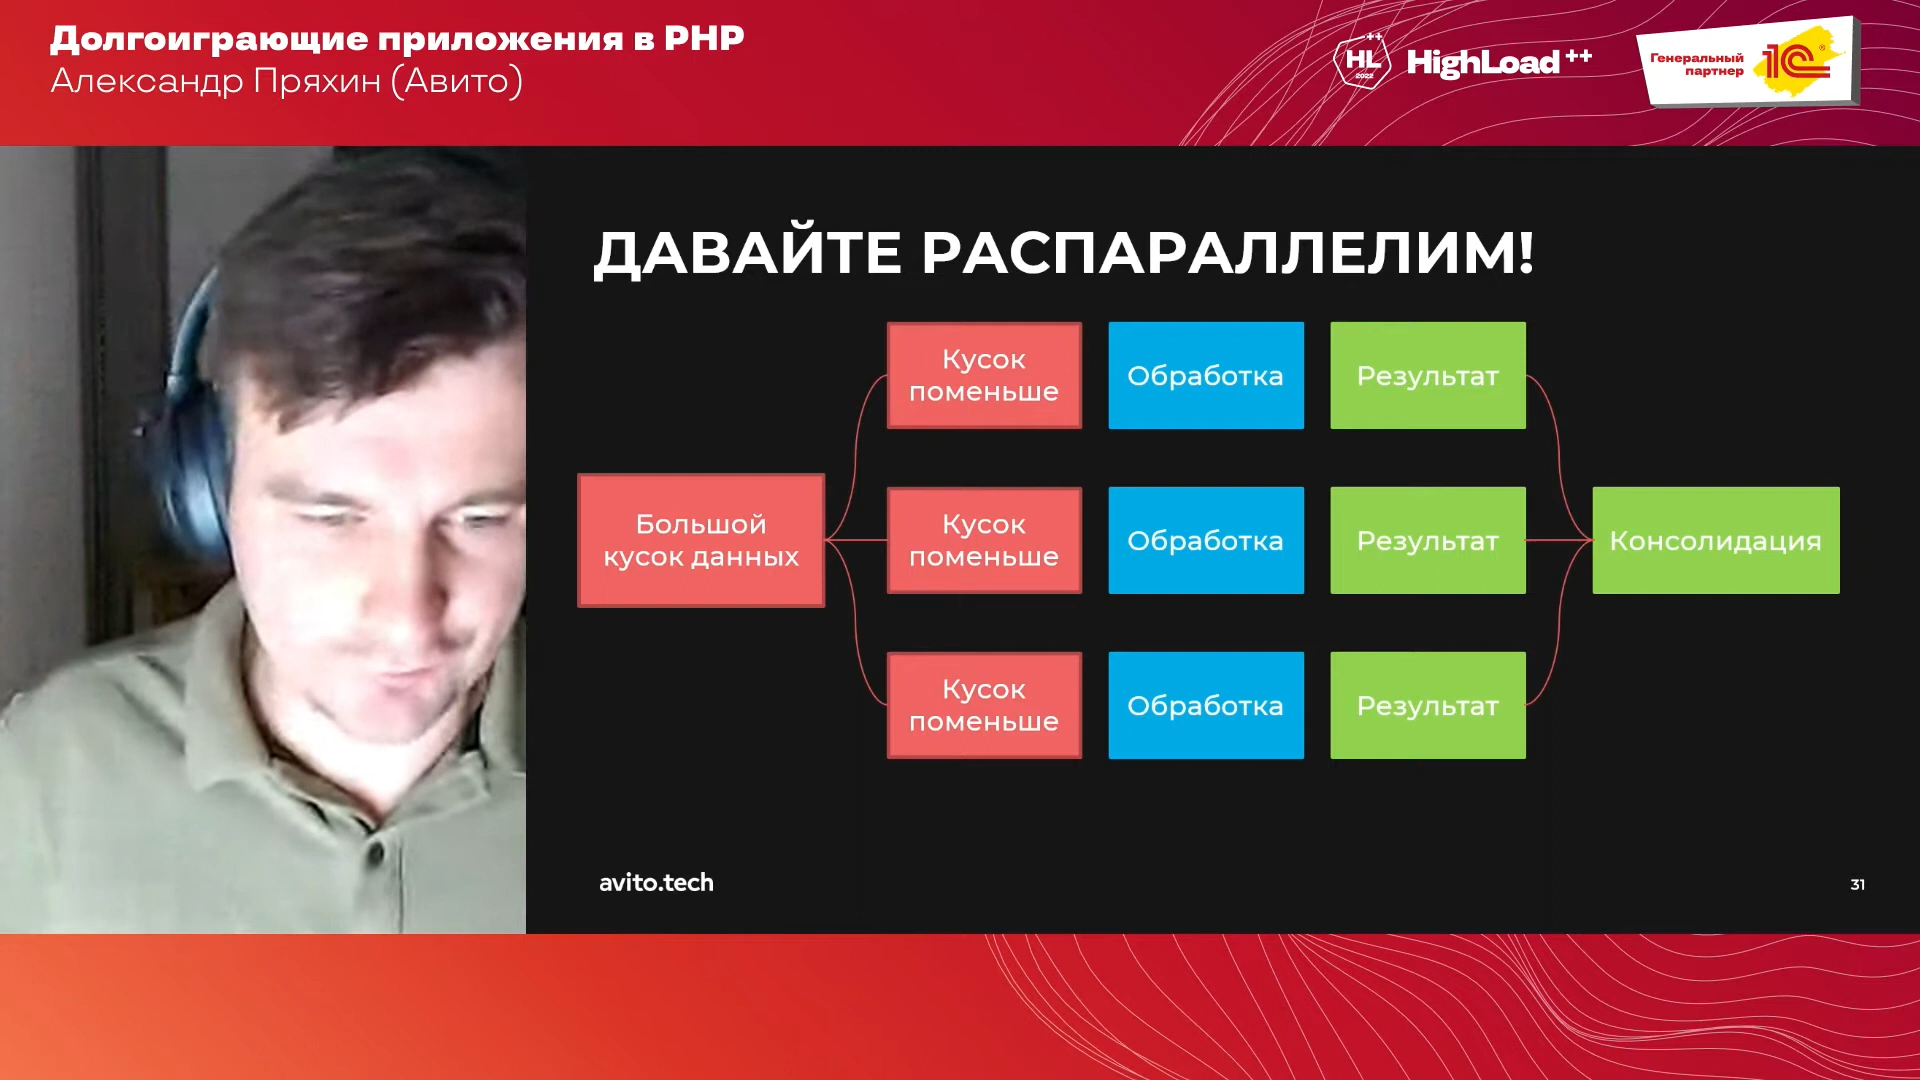 Долгоиграющие приложения в PHP
Александр Пряхин (Авито)
HL++
2022
HighLoad++
Генеральный
партнер
1С®
ДАВАЙТЕ РАСПАРАЛЛЕЛИМ!
Кусок
поменьше
Обработка
Результат
Большой
кусок данных
Кусок
поменьше
Обработка
Результат
Консолидация
Кусок
поменьше
Обработка
Результат
avito.tech
31